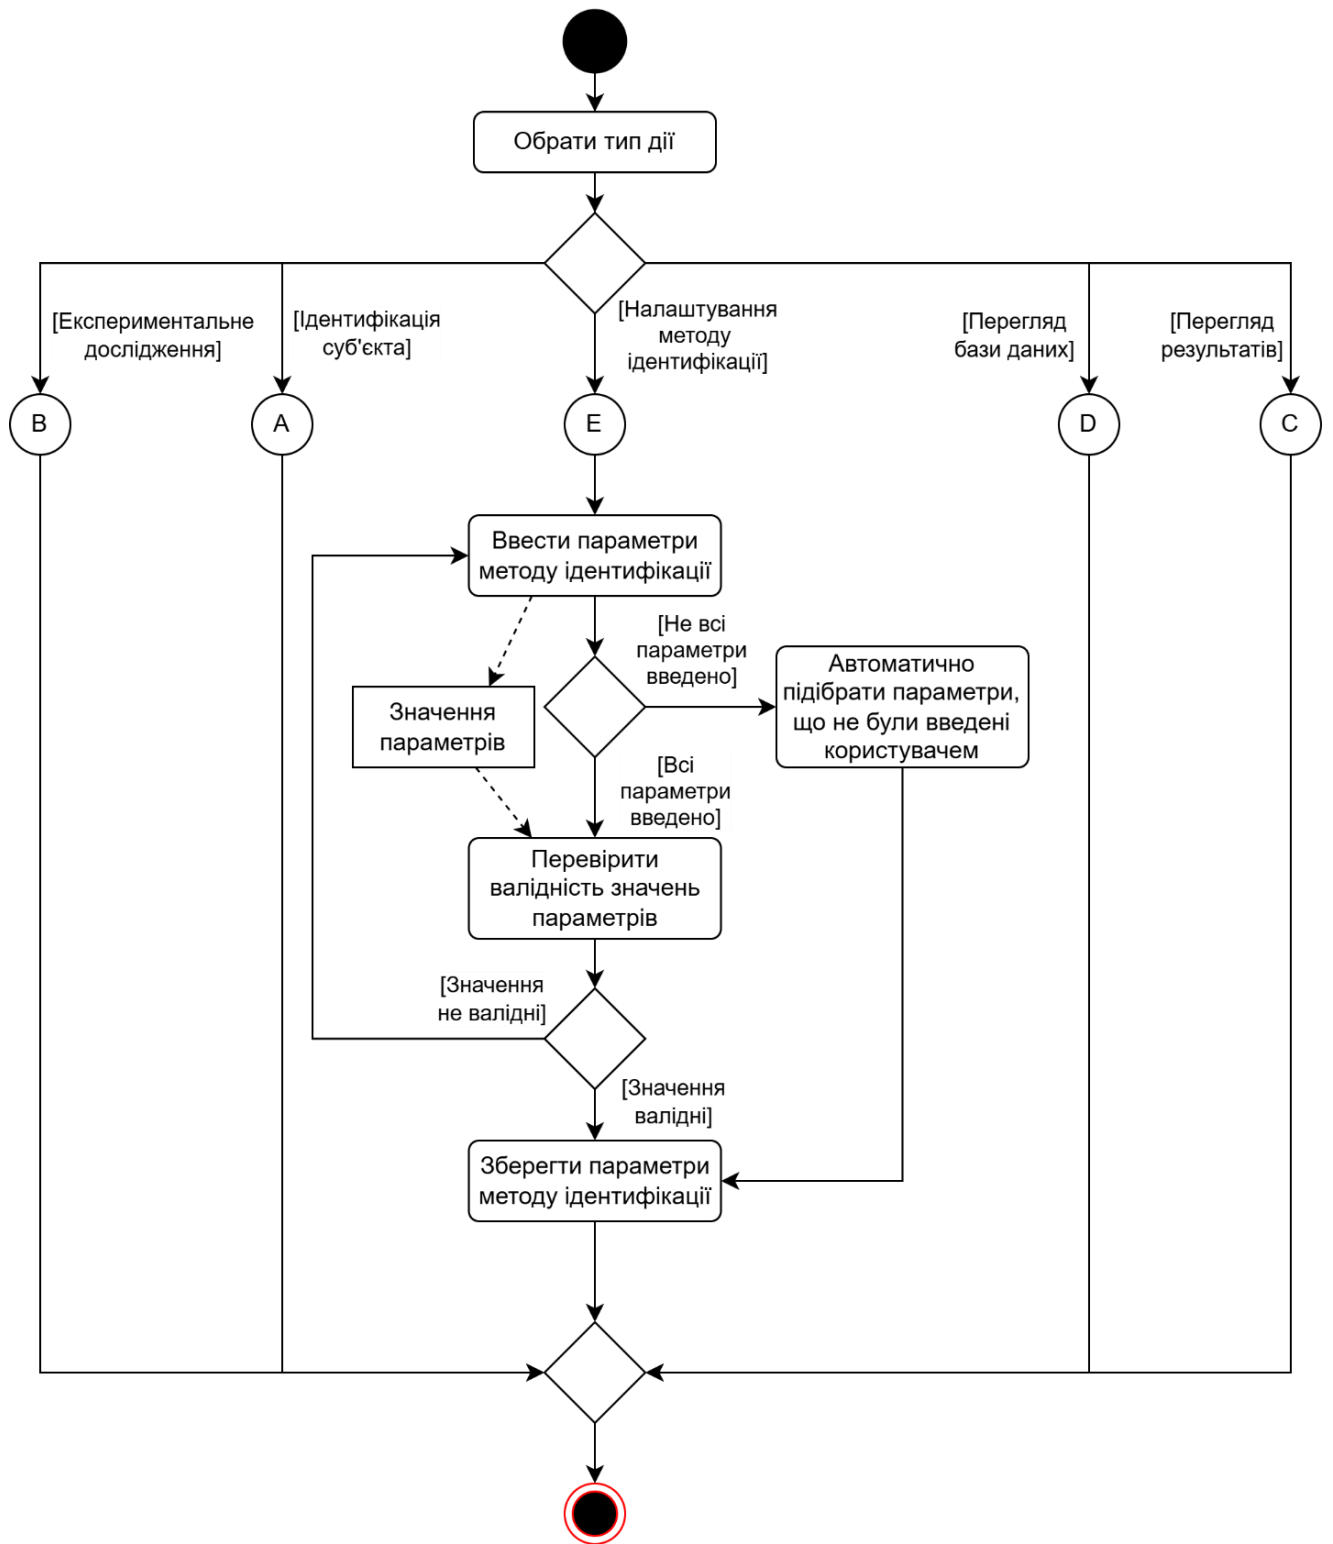 Обрати тип дії
[Експериментальне
дослідження]
[Ідентифікація
суб'єкта]
[Налаштування
методу
ідентифікації]
[Перегляд
бази даних]
[Перегляд
результатів]
B
A
E
D
C
Ввести параметри
методу ідентифікації
[Не всі
параметри
введено]
Автоматично
підібрати параметри,
що не були введені
користувачем
Значення
параметрів
[Всі
параметри
введено]
Перевірити
валідність значень
параметрів
[Значення
не валідні]
[Значення
валідні]
Зберегти параметри
методу ідентифікації